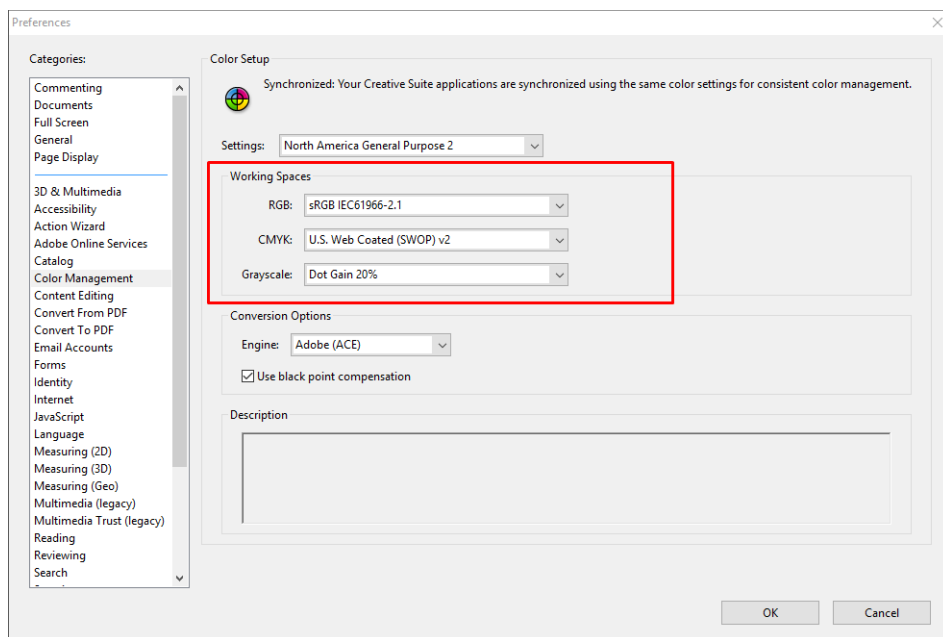 Preferences
Categories:
Commenting
Documents
Full Screen
General
Page Display
3D & Multimedia
Accessibility
Action Wizard
Adobe Online Services
Catalog
Color Management
Content Editing
Convert From PDF
Convert To PDF
Email Accounts
Forms
Identity
Internet
JavaScript
Language
Measuring (2D)
Measuring (3D)
Measuring (Geo)
Multimedia (legacy)
Multimedia Trust (legacy)
Reading
Reviewing
Search
Color Setup
Synchronized: Your Creative Suite applications are synchronized using the same color settings for consistent color management.
Settings: North America General Purpose 2
Working Spaces
RGB: sRGB IEC61966-2.1
CMYK: U.S. Web Coated (SWOP) v2
Grayscale: Dot Gain 20%
Conversion Options
Engine: Adobe (ACE)
Use black point compensation
Description
OK Cancel